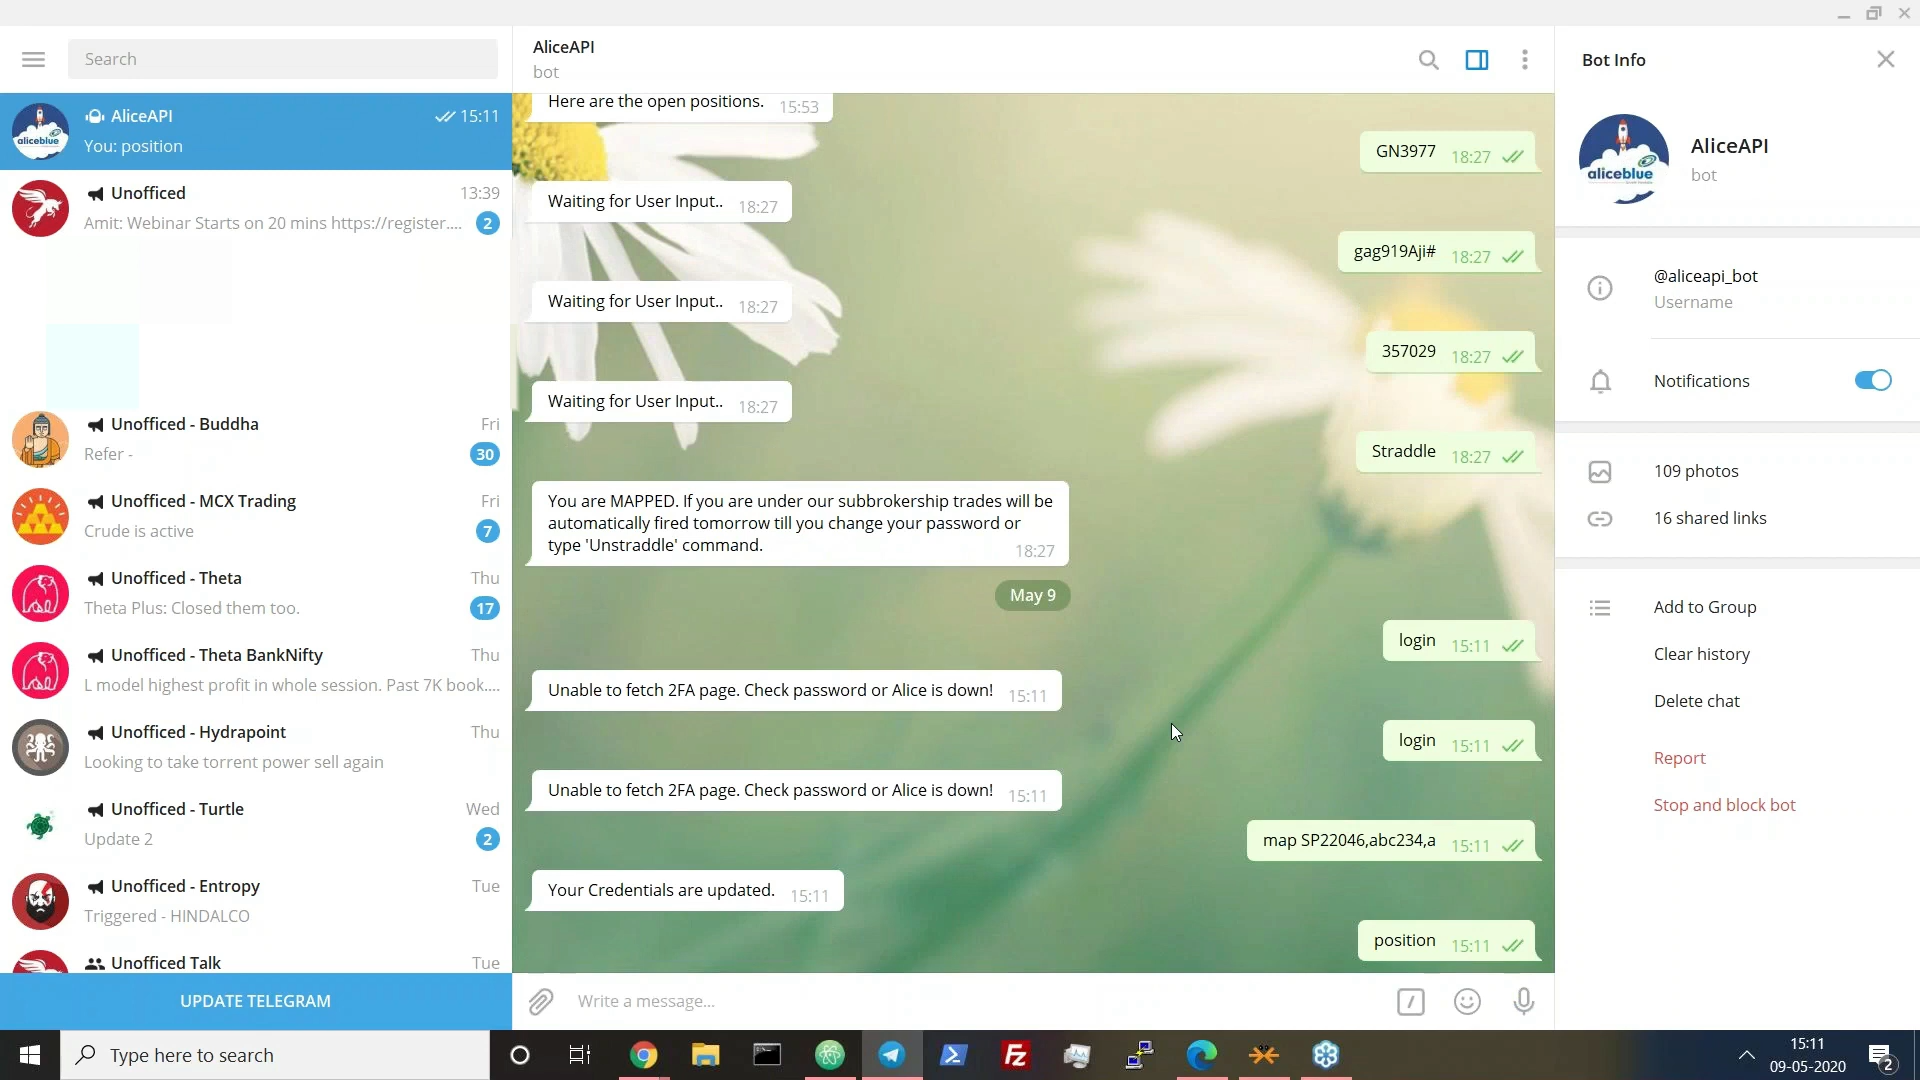 Search
AliceAPI
15:11
You: position
Unofficed
13:39
Amit: Webinar Starts on 20 mins https://register....
2
Unofficed - Buddha
Fri
Refer -
30
Unofficed - MCX Trading
Fri
Crude is active
7
Unofficed - Theta
Thu
Theta Plus: Closed them too.
17
Unofficed - Theta BankNifty
Thu
L model highest profit in whole session. Past 7K book....
Unofficed - Hydrapoint
Thu
Looking to take torrent power sell again
Unofficed - Turtle
Wed
Update 2
2
Unofficed - Entropy
Tue
Triggered - HINDALCO
Unofficed Talk
Tue
UPDATE TELEGRAM
aliceblue
AliceAPI
bot
Here are the open positions. 15:53
GN3977 18:27
Waiting for User Input.. 18:27
gag919Aji# 18:27
Waiting for User Input.. 18:27
357029 18:27
Waiting for User Input.. 18:27
Straddle 18:27
You are MAPPED. If you are under our subbrokership trades will be
automatically fired tomorrow till you change your password or
type 'Unstraddle' command. 18:27
May 9
login 15:11
Unable to fetch 2FA page. Check password or Alice is down! 15:11
login 15:11
Unable to fetch 2FA page. Check password or Alice is down! 15:11
map SP22046,abc234,a 15:11
Your Credentials are updated. 15:11
position 15:11
Write a message...
Bot Info
aliceblue
AliceAPI
bot
@aliceapi_bot
Username
Notifications
109 photos
16 shared links
Add to Group
Clear history
Delete chat
Report
Stop and block bot
Type here to search
Fz
15:11
09-05-2020
2